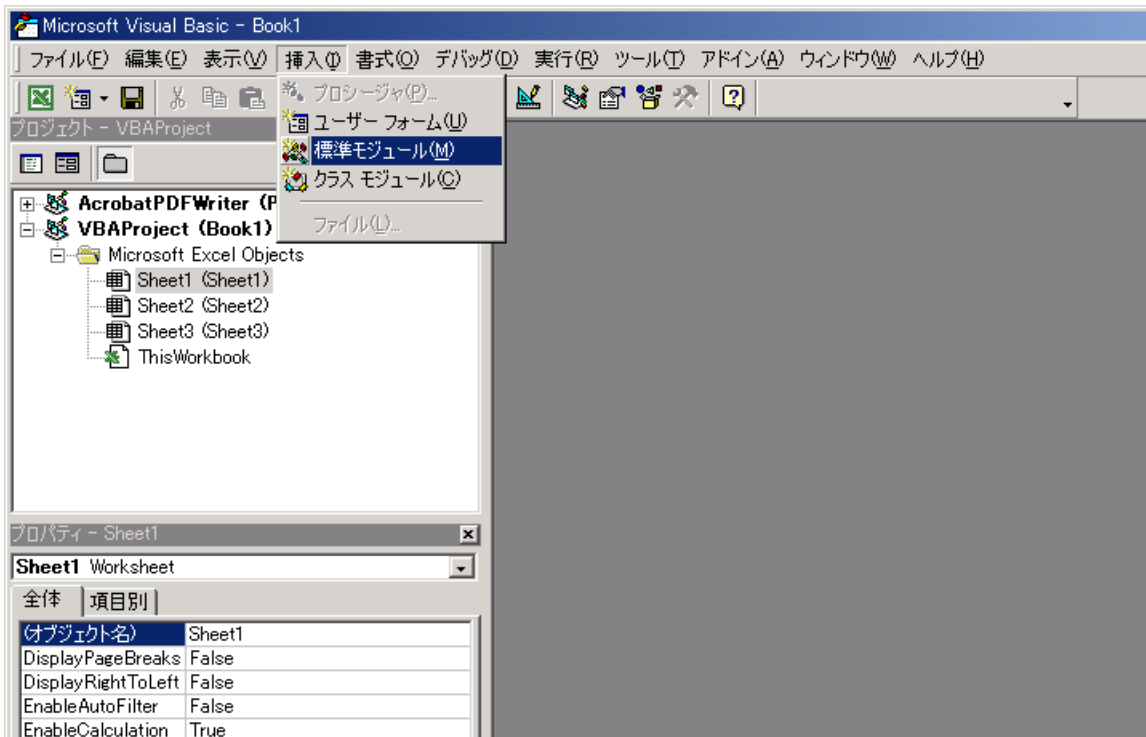 Microsoft Visual Basic - Book1
ファイル(F) 編集(E) 表示(V) 挿入(I) 書式(O) デバッグ(D) 実行(R) ツール(T) アドイン(A) ウィンドウ(W) ヘルプ(H)
プロシージャ(P)...
ユーザー フォーム(U)
標準モジュール(M)
クラス モジュール(C)
ファイル(L)...
プロジェクト - VBAProject
AcrobatPDFWriter (P
VBAProject (Book1)
Microsoft Excel Objects
Sheet1 (Sheet1)
Sheet2 (Sheet2)
Sheet3 (Sheet3)
ThisWorkbook
プロパティ - Sheet1
Sheet1 Worksheet
全体 項目別
(オブジェクト名) Sheet1
DisplayPageBreaks False
DisplayRightToLeft False
EnableAutoFilter False
EnableCalculation True